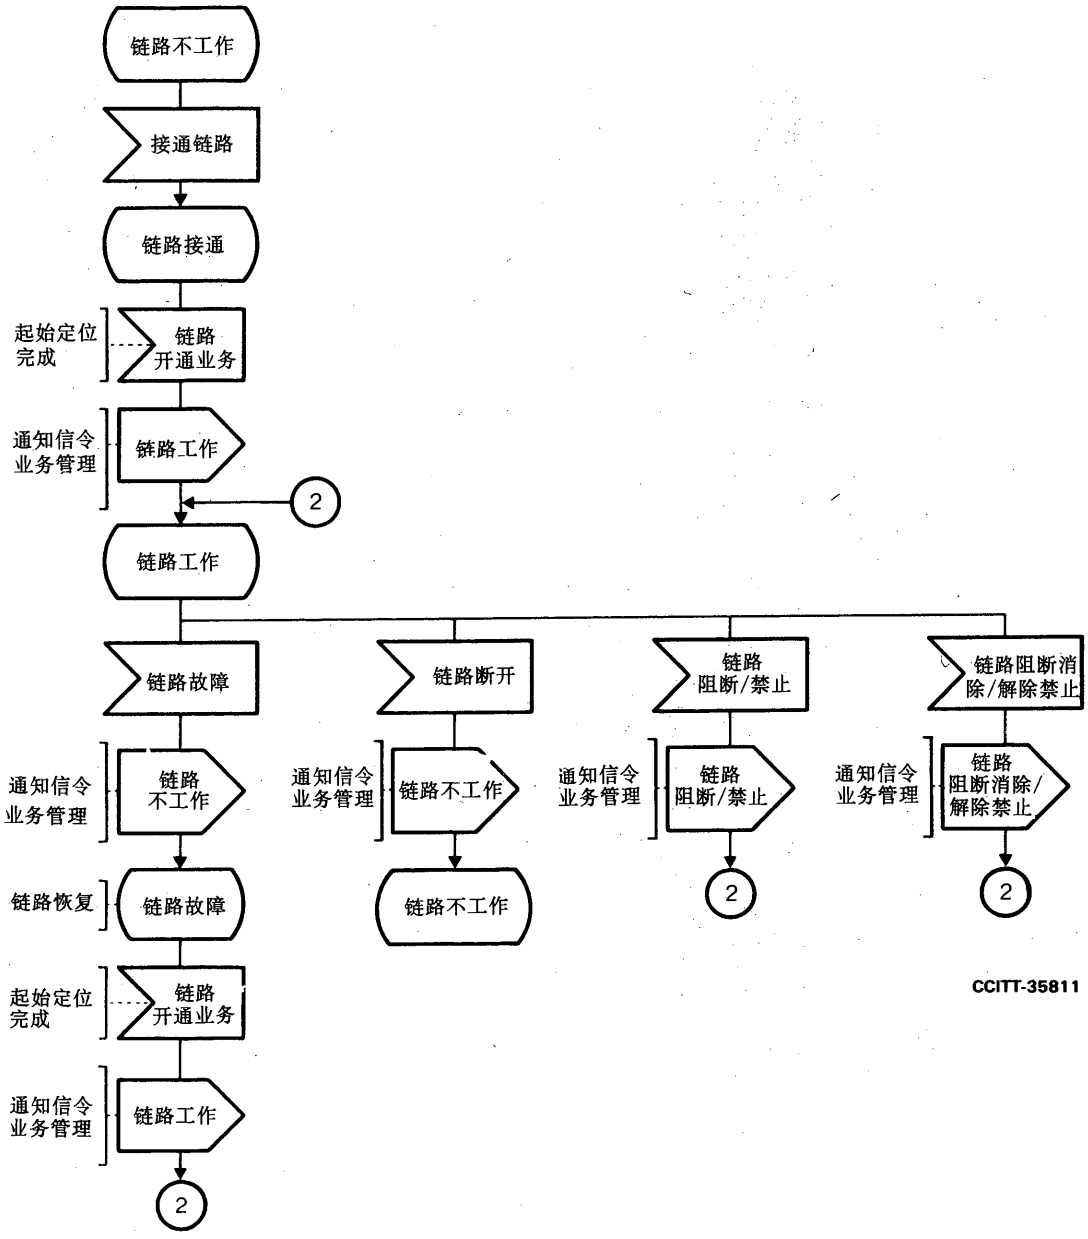 链路不工作
接通链路
链路接通
起始定位
完成
链路
开通业务
通知信令
业务管理
链路工作
2
链路工作
链路故障
链路断开
链路
阻断/禁止
链路阻断消
除/解除禁止
通知信令
业务管理
链路
不工作
通知信令
业务管理
链路不工作
通知信令
业务管理
链路
阻断/禁止
通知信令
业务管理
链路
阻断消除/
解除禁止
链路恢复
链路故障
链路不工作
2
2
起始定位
完成
链路
开通业务
CCITT-35811
通知信令
业务管理
链路工作
2